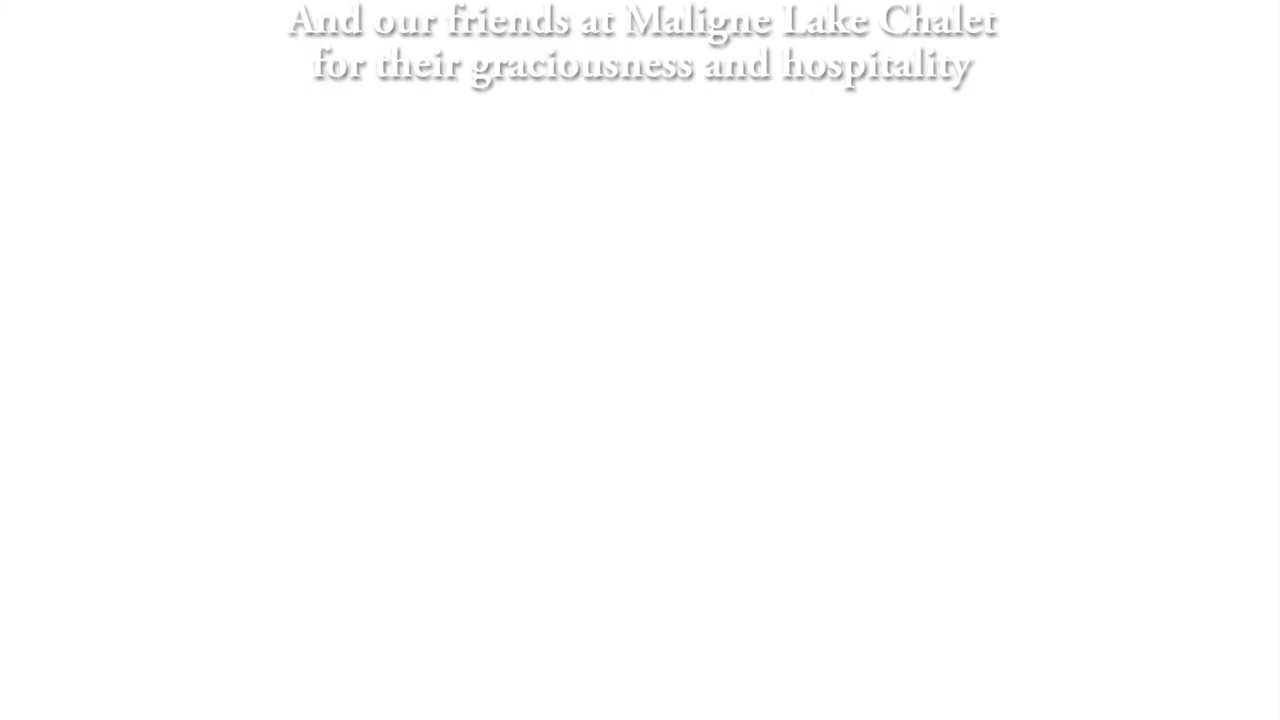 And our friends at Maligne Lake Chalet
for their graciousness and hospitality